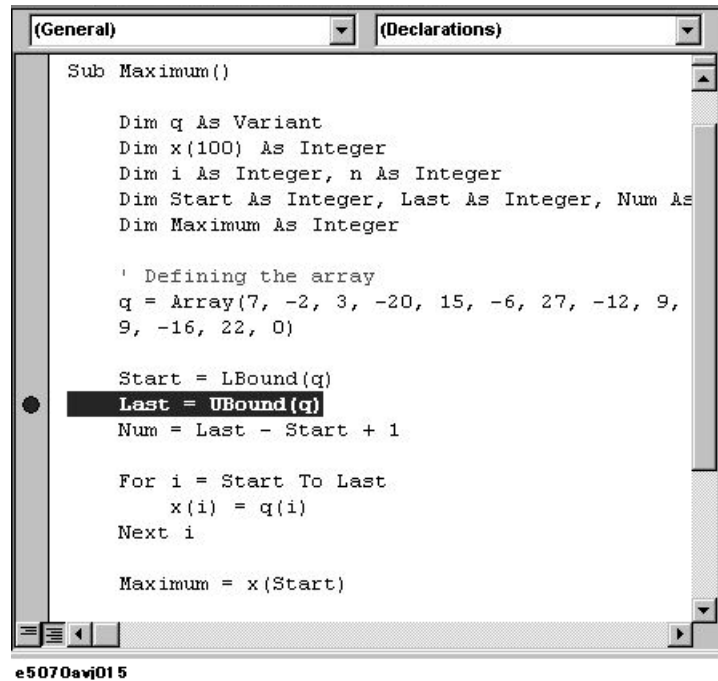 (General) (Declarations)
Sub Maximum()
Dim q As Variant
Dim x(100) As Integer
Dim i As Integer, n As Integer
Dim Start As Integer, Last As Integer, Num As
Dim Maximum As Integer
' Defining the array
q = Array(7, -2, 3, -20, 15, -6, 27, -12, 9,
9, -16, 22, 0)
Start = LBound(q)
Last = UBound(q)
Num = Last - Start + 1
For i = Start To Last
x(i) = q(i)
Next i
Maximum = x(Start)
e5070avj015